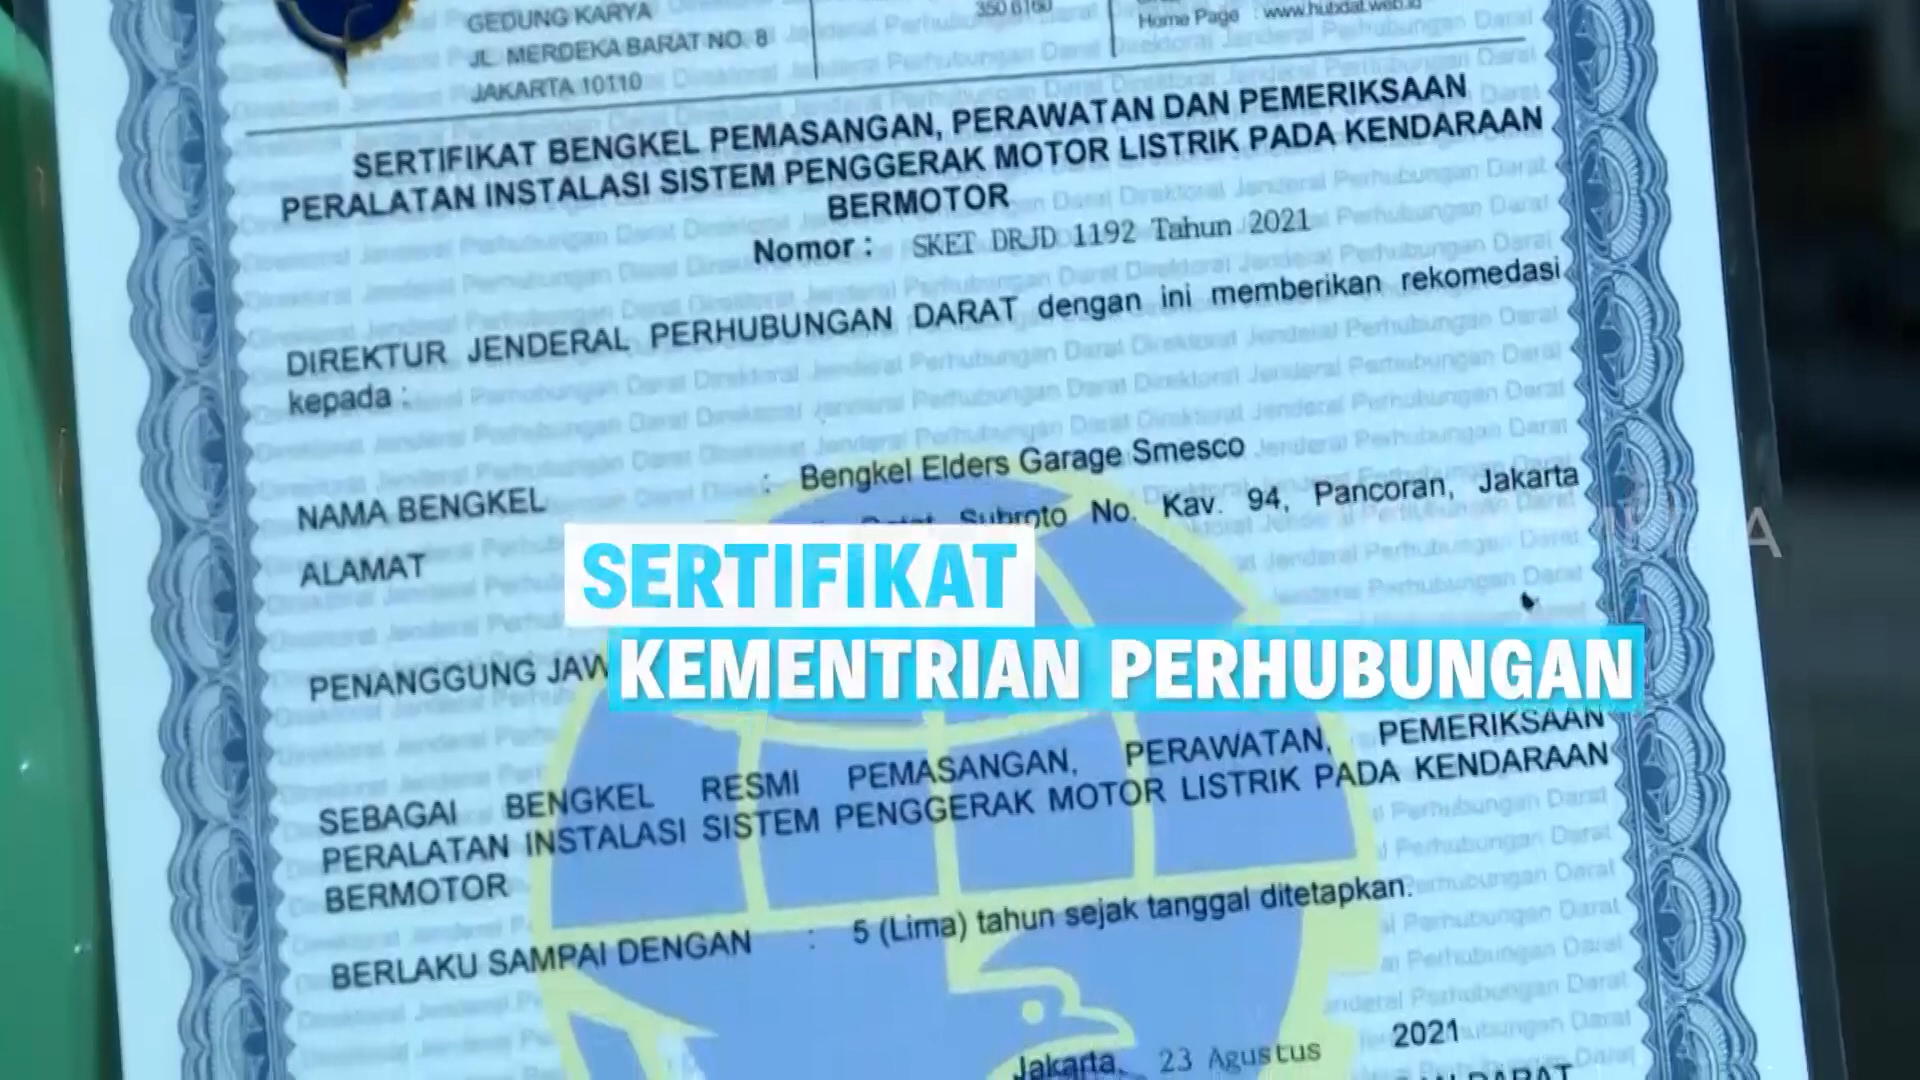 GEDUNG KARYA
JL. MERDEKA BARAT NO. 8
JAKARTA 10110
350 6160
Home Page : www.hubdat.web.id
SERTIFIKAT BENGKEL PEMASANGAN, PERAWATAN DAN PEMERIKSAAN
PERALATAN INSTALASI SISTEM PENGGERAK MOTOR LISTRIK PADA KENDARAAN
BERMOTOR
Nomor : SKET DRJD 1192 Tahun 2021
DIREKTUR JENDERAL PERHUBUNGAN DARAT dengan ini memberikan rekomedasi
kepada :
NAMA BENGKEL : Bengkel Elders Garage Smesco
ALAMAT Subroto No. Kav. 94, Pancoran, Jakarta
SERTIFIKAT
KEMENTRIAN PERHUBUNGAN
PENANGGUNG JAW
SEBAGAI BENGKEL RESMI PEMASANGAN, PERAWATAN, PEMERIKSAAN
PERALATAN INSTALASI SISTEM PENGGERAK MOTOR LISTRIK PADA KENDARAAN
BERMOTOR
BERLAKU SAMPAI DENGAN : 5 (Lima) tahun sejak tanggal ditetapkan.
Jakarta, 23 Agustus 2021
DARAT